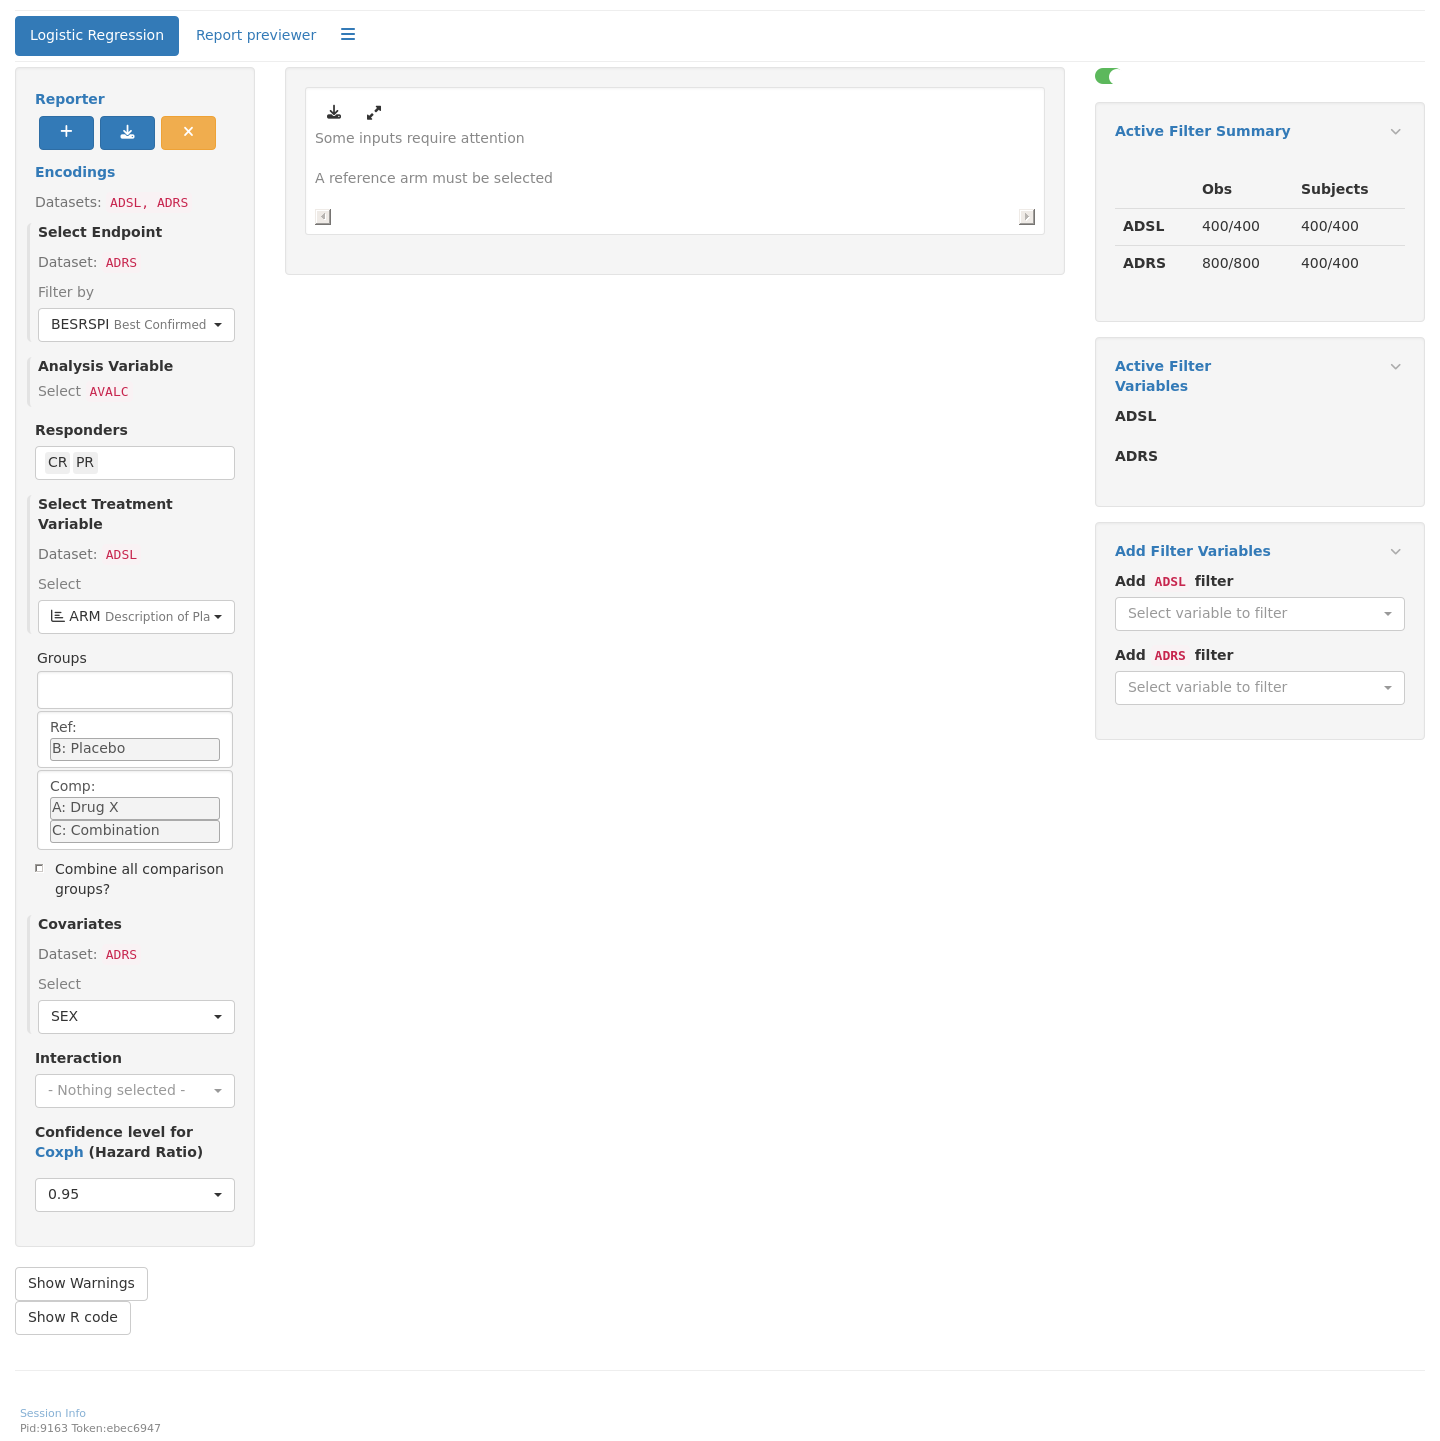 Logistic Regression
Report previewer
Reporter
Encodings
Datasets: ADSL, ADRS
Select Endpoint
Dataset: ADRS
Filter by
BESRSPI Best Confirmed
Analysis Variable
Select AVALC
Responders
CR PR
Select Treatment
Variable
Dataset: ADSL
Select
ARM Description of Pla
Groups
Ref:
B: Placebo
Comp:
A: Drug X
C: Combination
Combine all comparison
groups?
Covariates
Dataset: ADRS
Select
SEX
Interaction
- Nothing selected -
Confidence level for
Coxph (Hazard Ratio)
0.95
Show Warnings
Show R code
Some inputs require attention
A reference arm must be selected
Active Filter Summary
Obs Subjects
ADSL 400/400 400/400
ADRS 800/800 400/400
Active Filter
Variables
ADSL
ADRS
Add Filter Variables
Add ADSL filter
Select variable to filter
Add ADRS filter
Select variable to filter
Session Info
Pid:9163 Token:ebec6947